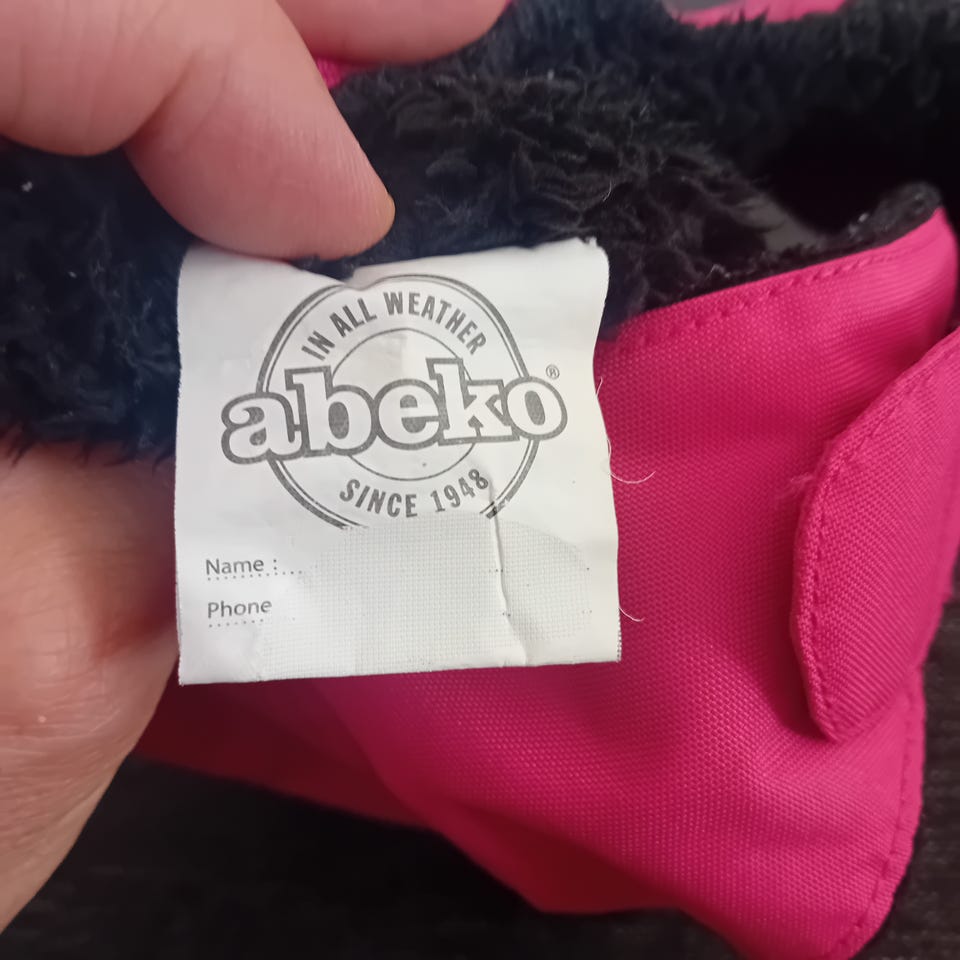 IN ALL WEATHER
abeko®
SINCE 1948
Name :....
Phone